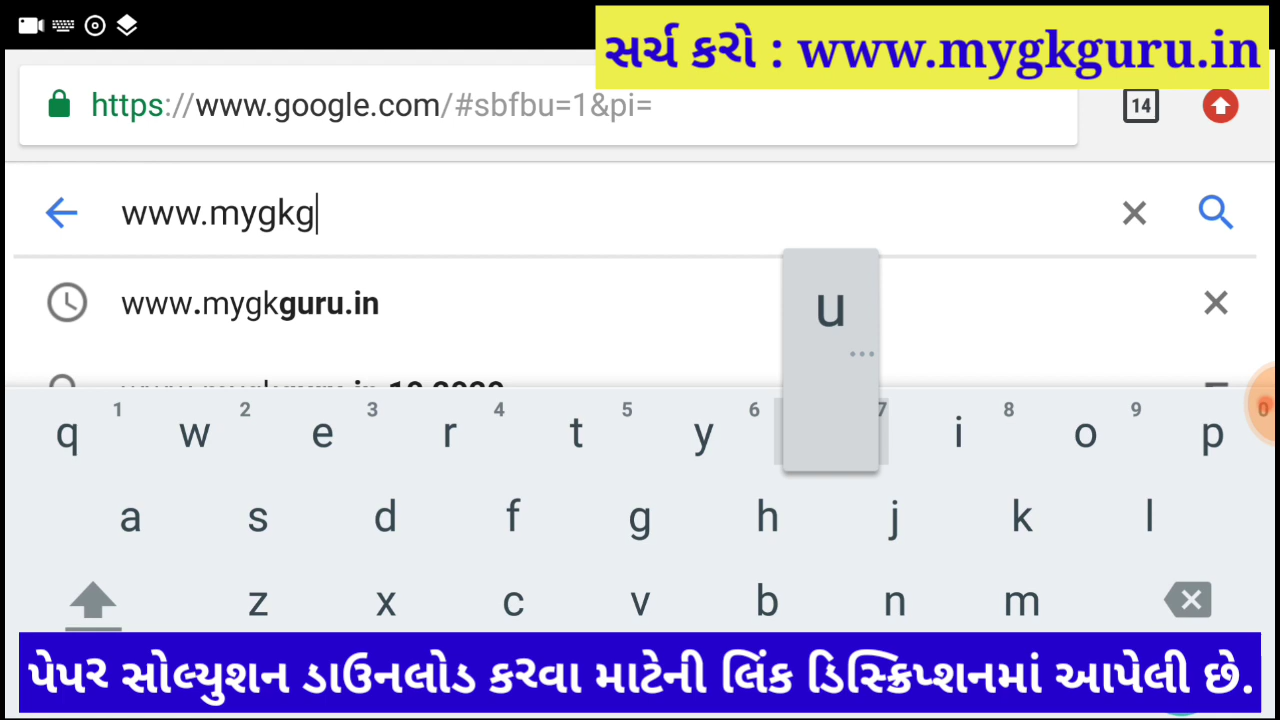 સર્ચ કરો : www.mygkguru.in
https://www.google.com/#sbfbu=1&pi=
14
www.mygkg
www.mygkguru.in
u
1 2 3 4 5 6 7 8 9 0
q w e r t y i o p
a s d f g h j k l
z x c v b n m
પેપર સોલ્યુશન ડાઉનલોડ કરવા માટેની લિંક ડિસ્ક્રિપ્શનમાં આપેલી છે.